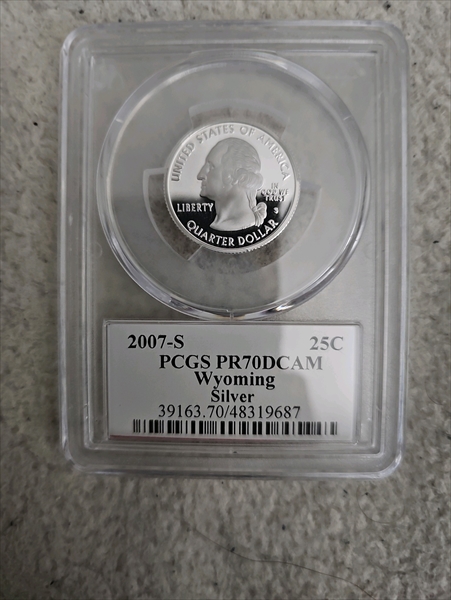 UNITED STATES OF AMERICA
IN
GOD WE
TRUST
LIBERTY
S
QUARTER DOLLAR
2007-S 25C
PCGS PR70DCAM
Wyoming
Silver
39163.70/48319687